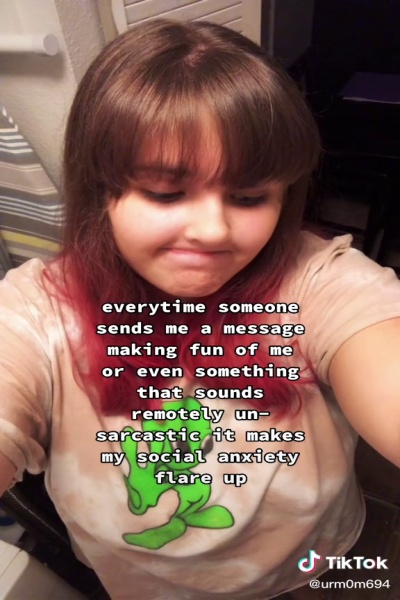 everytime someone
sends me a message
making fun of me
or even something
that sounds
remotely un-
sarcastic it makes
my social anxiety
flare up
TikTok
@urm0m694